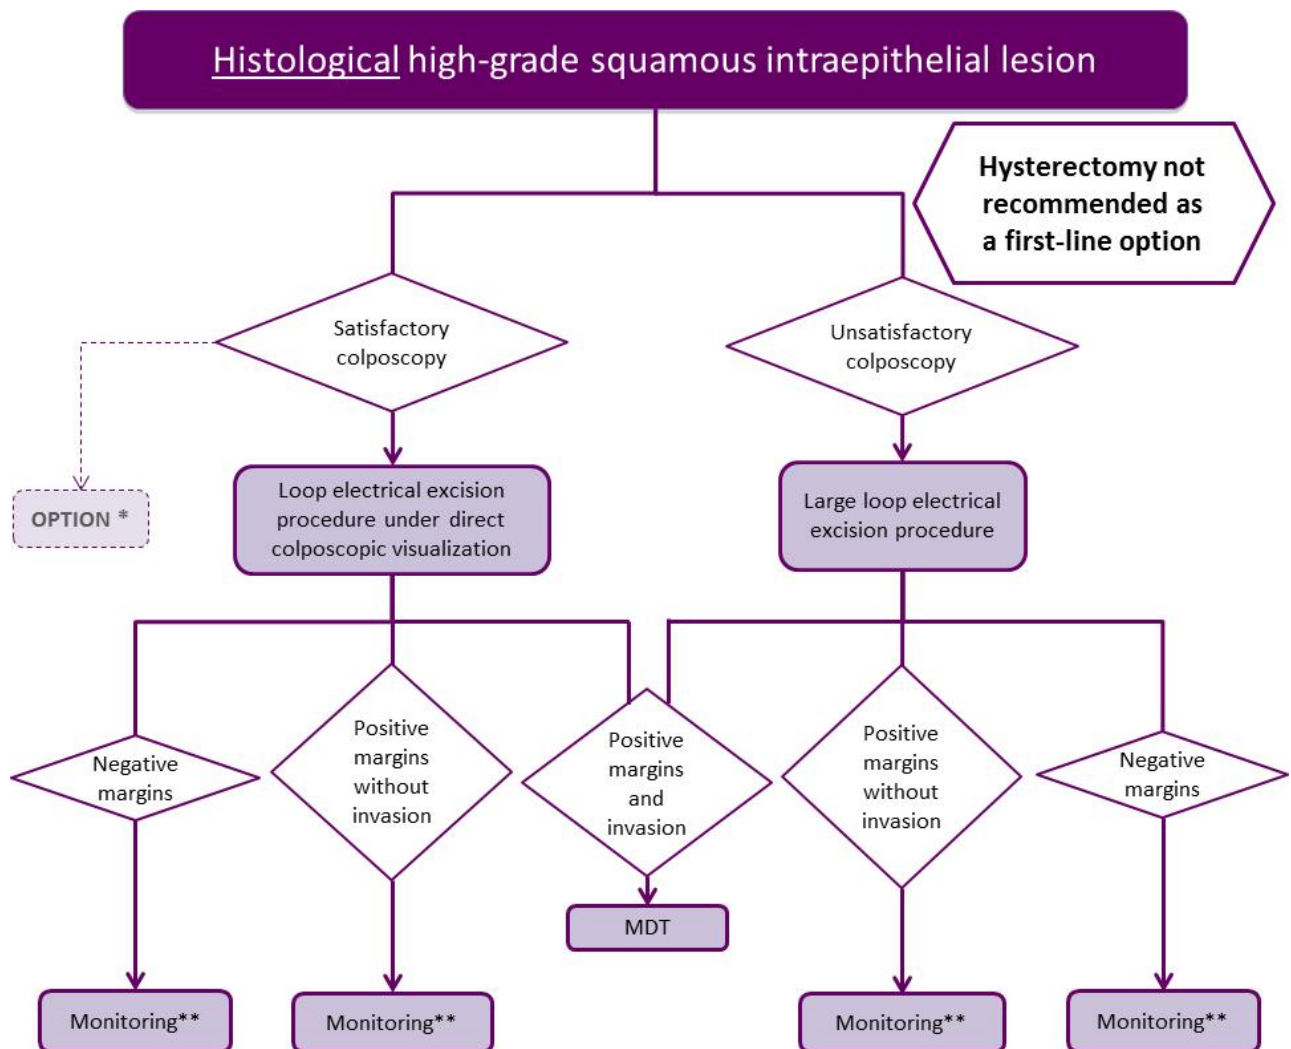 Histological high-grade squamous intraepithelial lesion
Hysterectomy not
recommended as
a first-line option
Satisfactory
colposcopy
Unsatisfactory
colposcopy
OPTION *
Loop electrical excision
procedure under direct
colposcopic visualization
Large loop electrical
excision procedure
Negative
margins
Positive
margins
without
invasion
Positive
margins
and
invasion
Positive
margins
without
invasion
Negative
margins
MDT
Monitoring**
Monitoring**
Monitoring**
Monitoring**